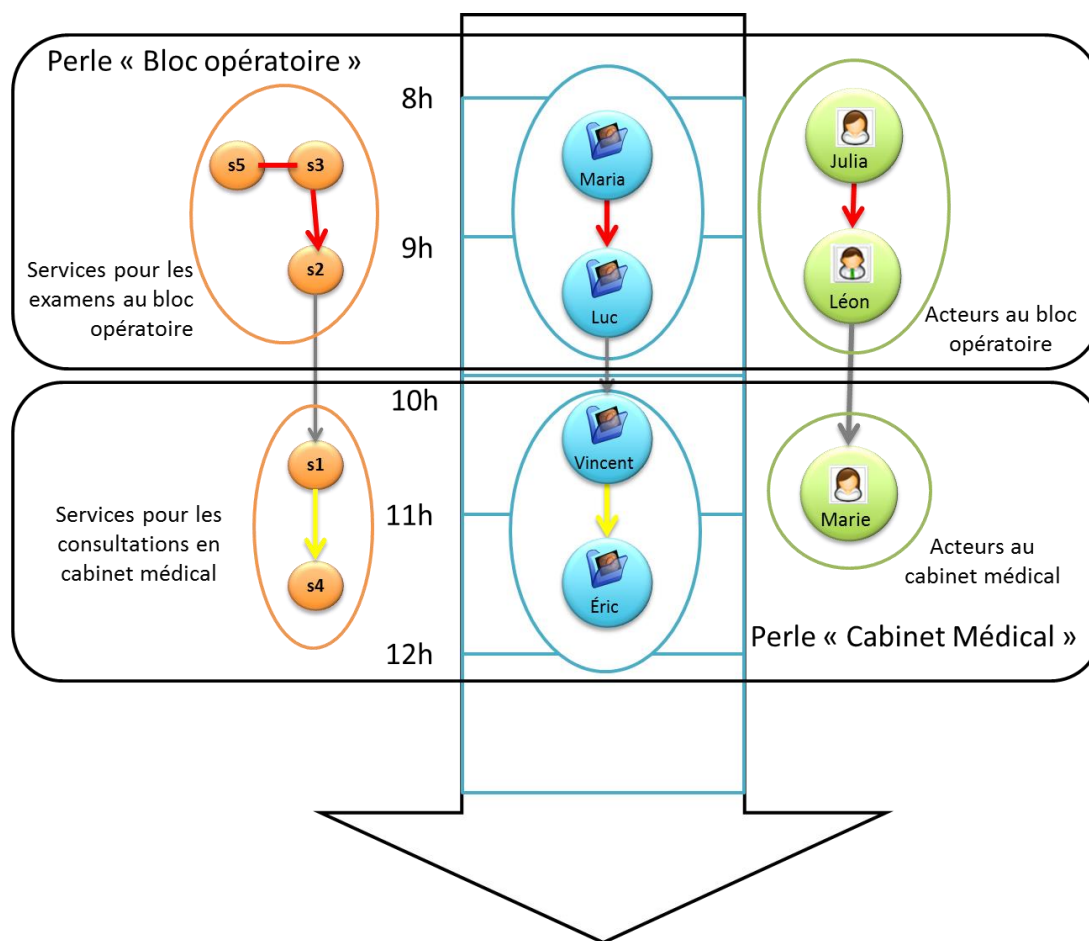 Perle « Bloc opératoire »
8h
s5
s3
Maria
Julia
9h
s2
Services pour les
examens au bloc
opératoire
Luc
Léon
Acteurs au bloc
opératoire
10h
s1
Vincent
Marie
11h
Services pour les
consultations en
cabinet médical
s4
Éric
Acteurs au
cabinet médical
Perle « Cabinet Médical »
12h